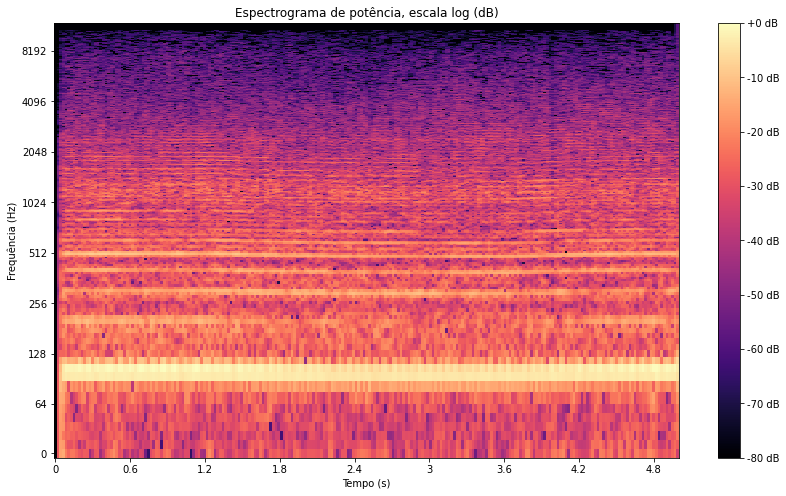 Espectrograma de potência, escala log (dB)
Frequência (Hz)
8192
4096
2048
1024
512
256
128
64
0
0 0.6 1.2 1.8 2.4 3 3.6 4.2 4.8
Tempo (s)
+0 dB
-10 dB
-20 dB
-30 dB
-40 dB
-50 dB
-60 dB
-70 dB
-80 dB